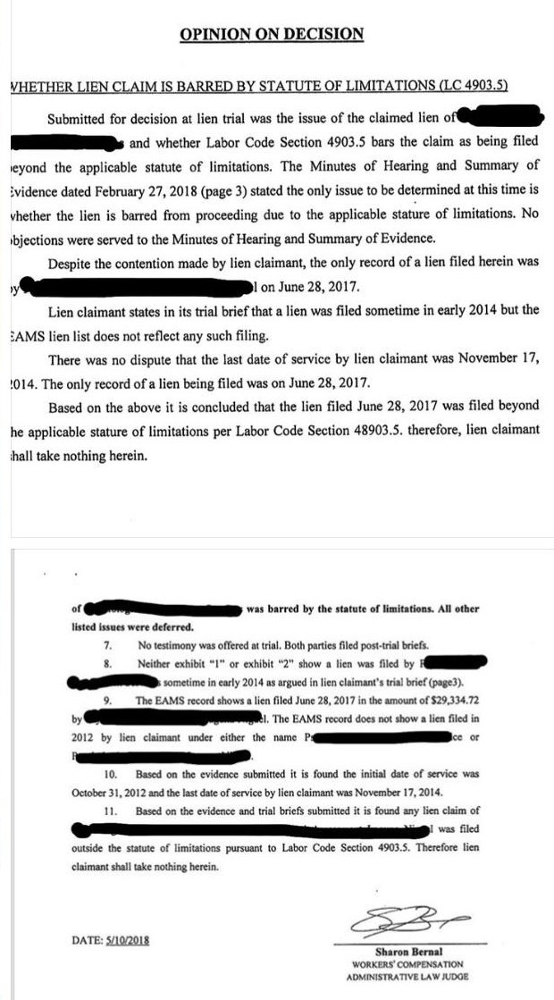 OPINION ON DECISION
WHETHER LIEN CLAIM IS BARRED BY STATUTE OF LIMITATIONS (LC 4903.5)
Submitted for decision at lien trial was the issue of the claimed lien of
s and whether Labor Code Section 4903.5 bars the claim as being filed
eyond the applicable statute of limitations. The Minutes of Hearing and Summary of
Evidence dated February 27, 2018 (page 3) stated the only issue to be determined at this time is
whether the lien is barred from proceeding due to the applicable stature of limitations. No
objections were served to the Minutes of Hearing and Summary of Evidence.
Despite the contention made by lien claimant, the only record of a lien filed herein was
by l on June 28, 2017.
Lien claimant states in its trial brief that a lien was filed sometime in early 2014 but the
EAMS lien list does not reflect any such filing.
There was no dispute that the last date of service by lien claimant was November 17,
2014. The only record of a lien being filed was on June 28, 2017.
Based on the above it is concluded that the lien filed June 28, 2017 was filed beyond
he applicable stature of limitations per Labor Code Section 48903.5. therefore, lien claimant
shall take nothing herein.
of s was barred by the statute of limitations. All other
listed issues were deferred.
7. No testimony was offered at trial. Both parties filed post-trial briefs.
8. Neither exhibit "1" or exhibit "2" show a lien was filed by
s sometime in early 2014 as argued in lien claimant's trial brief (page3).
9. The EAMS record shows a lien filed June 28, 2017 in the amount of $29,334.72
by el. The EAMS record does not show a lien filed in
2012 by lien claimant under either the name P ce or
.
10. Based on the evidence submitted it is found the initial date of service was
October 31, 2012 and the last date of service by lien claimant was November 17, 2014.
11. Based on the evidence and trial briefs submitted it is found any lien claim of
l was filed
outside the statute of limitations pursuant to Labor Code Section 4903.5. Therefore lien
claimant shall take nothing herein.
DATE: 5/10/2018
Sharon Bernal
WORKERS' COMPENSATION
ADMINISTRATIVE LAW JUDGE